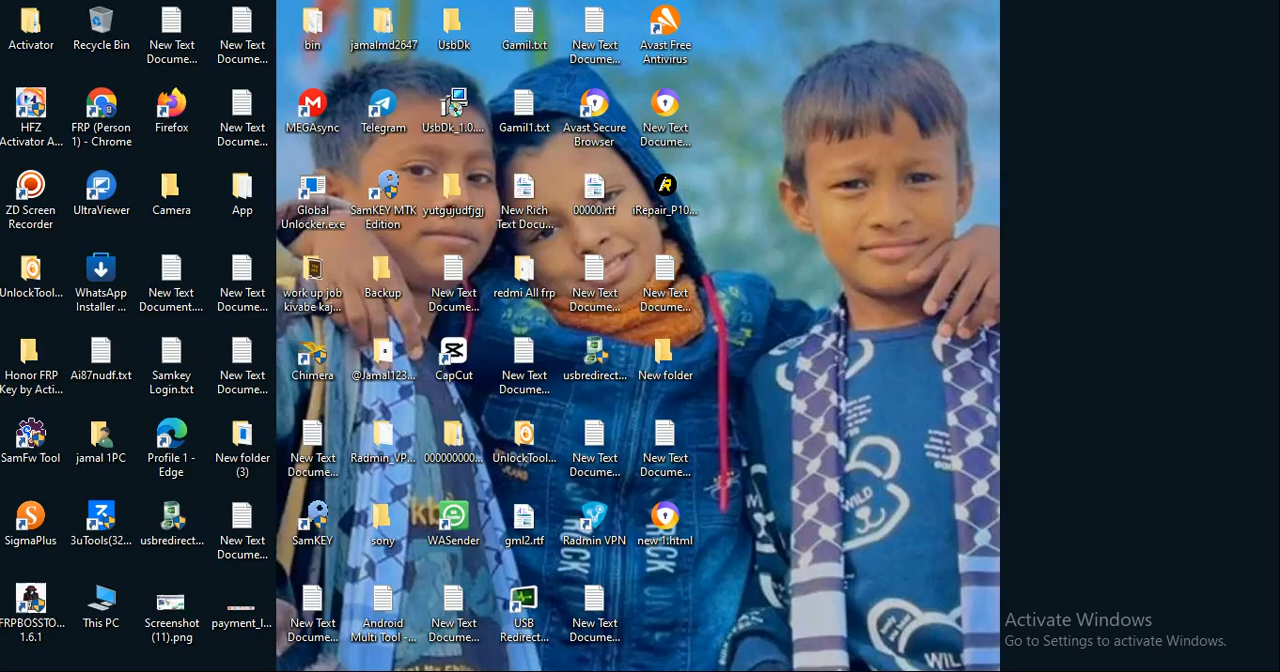 Activator
Recycle Bin
New Text
Docume...
New Text
Docume...
bin
jamalmd2647
UsbDk
Gamil.txt
New Text
Docume...
Avast Free
Antivirus
HFZ
Activator A...
FRP (Person
1) - Chrome
Firefox
New Text
Docume...
MEGAsync
Telegram
UsbDk_1.0....
Gamil1.txt
Avast Secure
Browser
New Text
Docume...
ZD Screen
Recorder
UltraViewer
Camera
App
Global
Unlocker.exe
SamKEY MTK
Edition
yutgujudfjgj
New Rich
Text Docu...
00000.rtf
iRepair_P10...
UnlockTool...
WhatsApp
Installer ...
New Text
Document....
New Text
Docume...
work up job
kivabe kaj...
Backup
New Text
Docume...
redmi All frp
New Text
Docume...
New Text
Docume...
Honor FRP
Key by Acti...
Ai87nudf.txt
Samkey
Login.txt
New Text
Docume...
Chimera
@Jamal123...
CapCut
New Text
Docume...
usbredirect...
New folder
SamFw Tool
jamal 1PC
Profile 1 -
Edge
New folder
(3)
New Text
Docume...
Radmin_VP...
000000000...
UnlockTool...
New Text
Docume...
New Text
Docume...
SigmaPlus
3uTools(32...
usbredirect...
New Text
Docume...
SamKEY
sony
WASender
gml2.rtf
Radmin VPN
new 1.html
FRPBOSSTO...
1.6.1
This PC
Screenshot
(11).png
payment_I...
New Text
Docume...
Android
Multi Tool -...
New Text
Docume...
USB
Redirect...
New Text
Docume...
WILD
WILD
WIL
Activate Windows
Go to Settings to activate Windows.